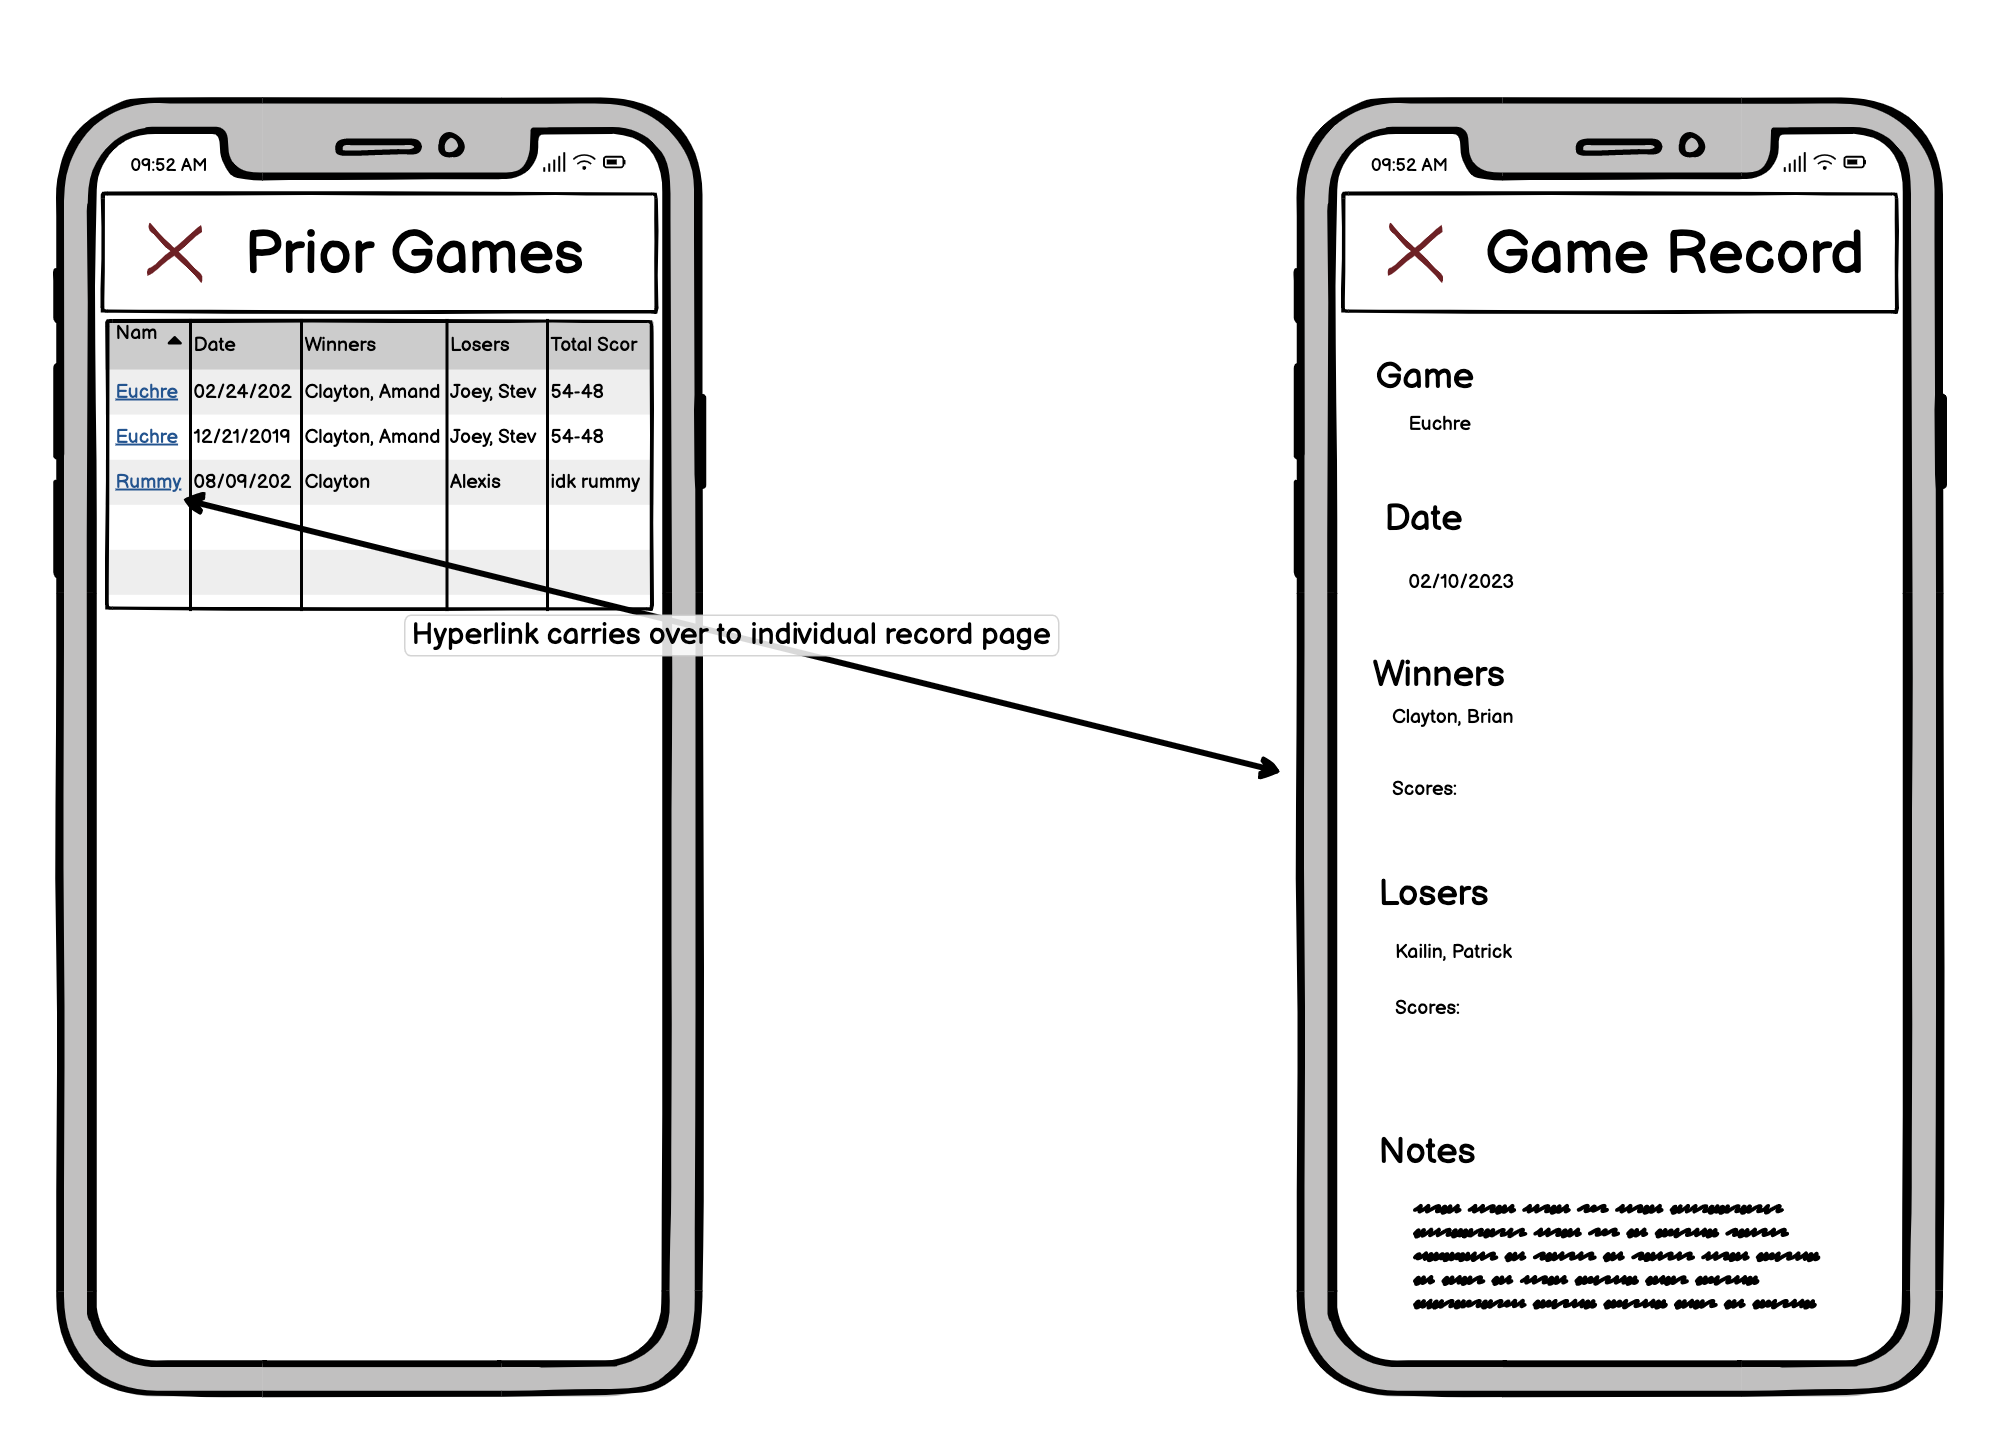 09:52 AM
Prior Games
Nam Date Winners Losers Total Scor
Euchre 02/24/202 Clayton, Amand Joey, Stev 54-48
Euchre 12/21/2019 Clayton, Amand Joey, Stev 54-48
Rummy 08/09/202 Clayton Alexis idk rummy
Hyperlink carries over to individual record page
09:52 AM
Game Record
Game
Euchre
Date
02/10/2023
Winners
Clayton, Brian
Scores:
Losers
Kailin, Patrick
Scores:
Notes